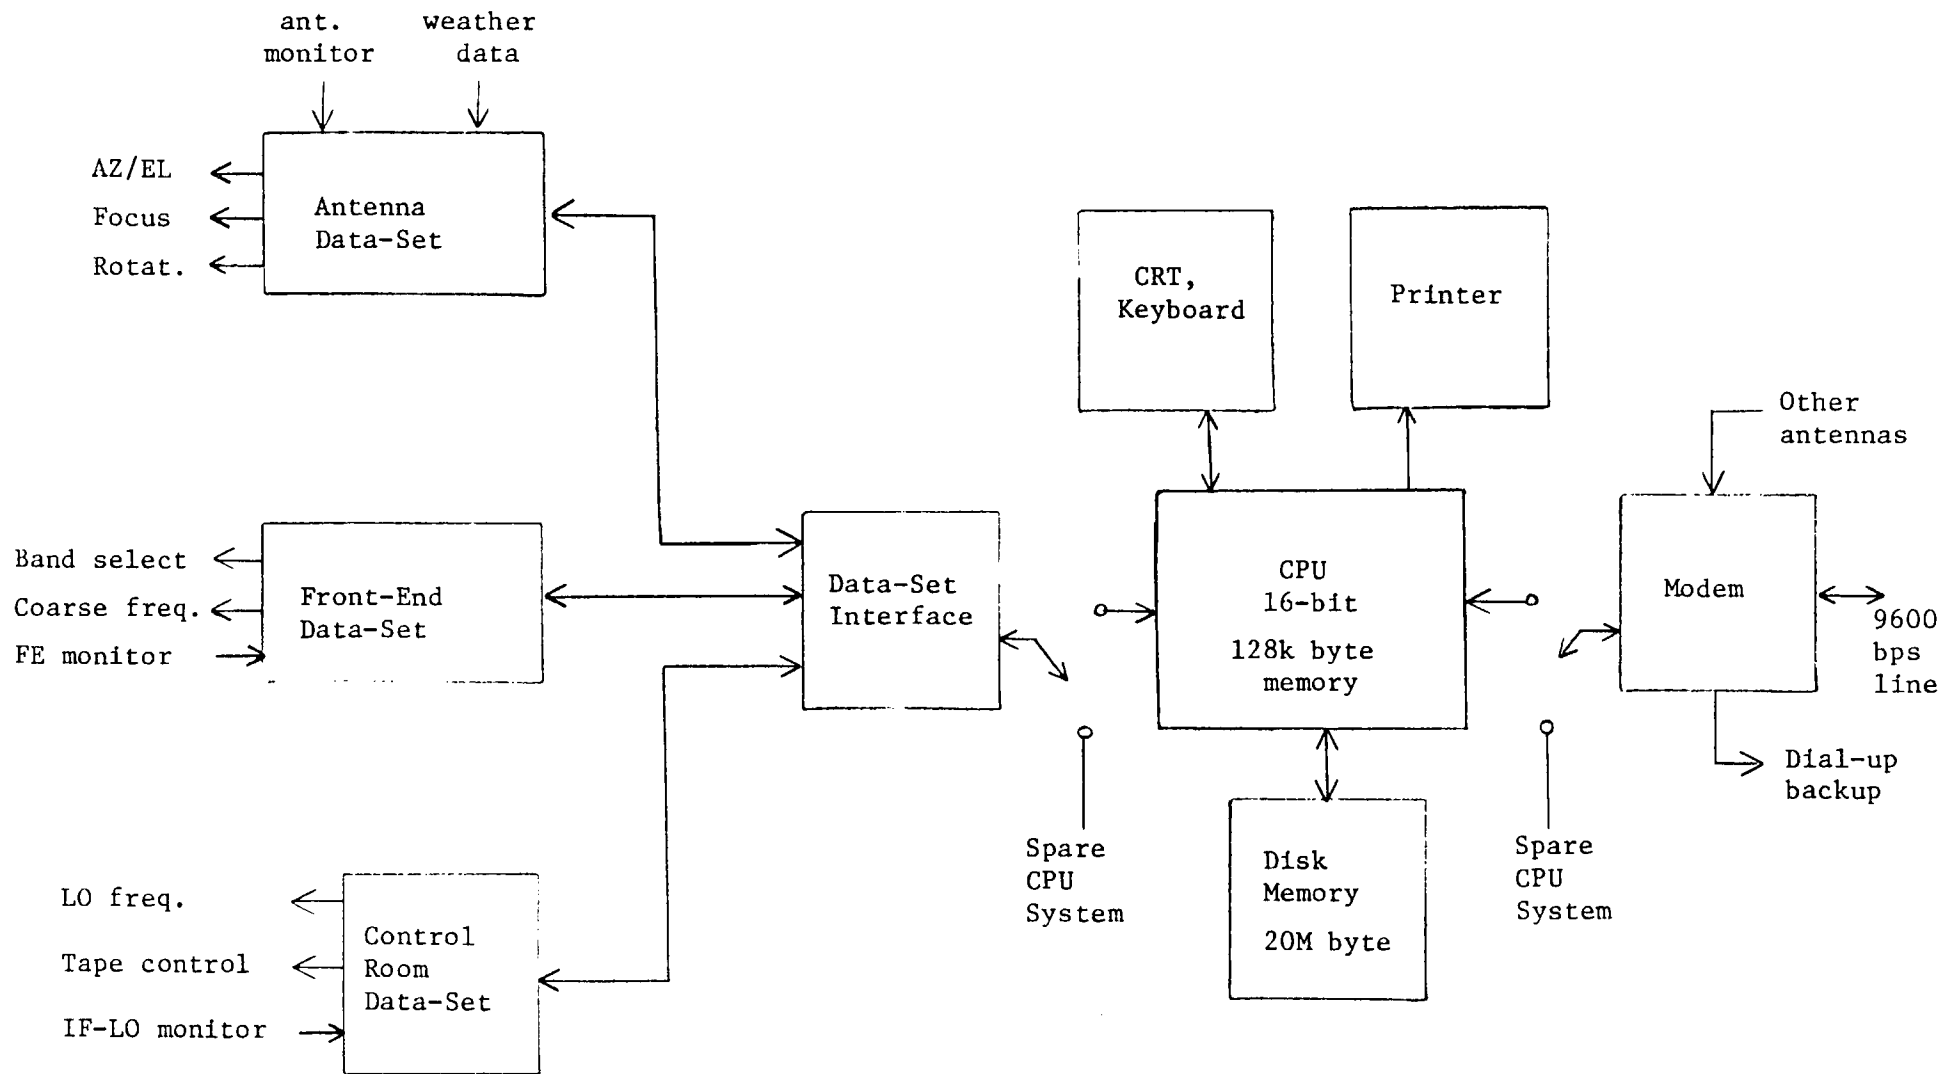 ant.
monitor
weather
data
AZ/EL
Focus
Rotat.
Antenna
Data-Set
CRT,
Keyboard
Printer
Other
antennas
Band select
Coarse freq.
FE monitor
Front-End
Data-Set
Data-Set
Interface
CPU
16-bit
128k byte
memory
Modem
9600
bps
line
Dial-up
backup
Spare
CPU
System
Disk
Memory
20M byte
Spare
CPU
System
LO freq.
Tape control
IF-LO monitor
Control
Room
Data-Set